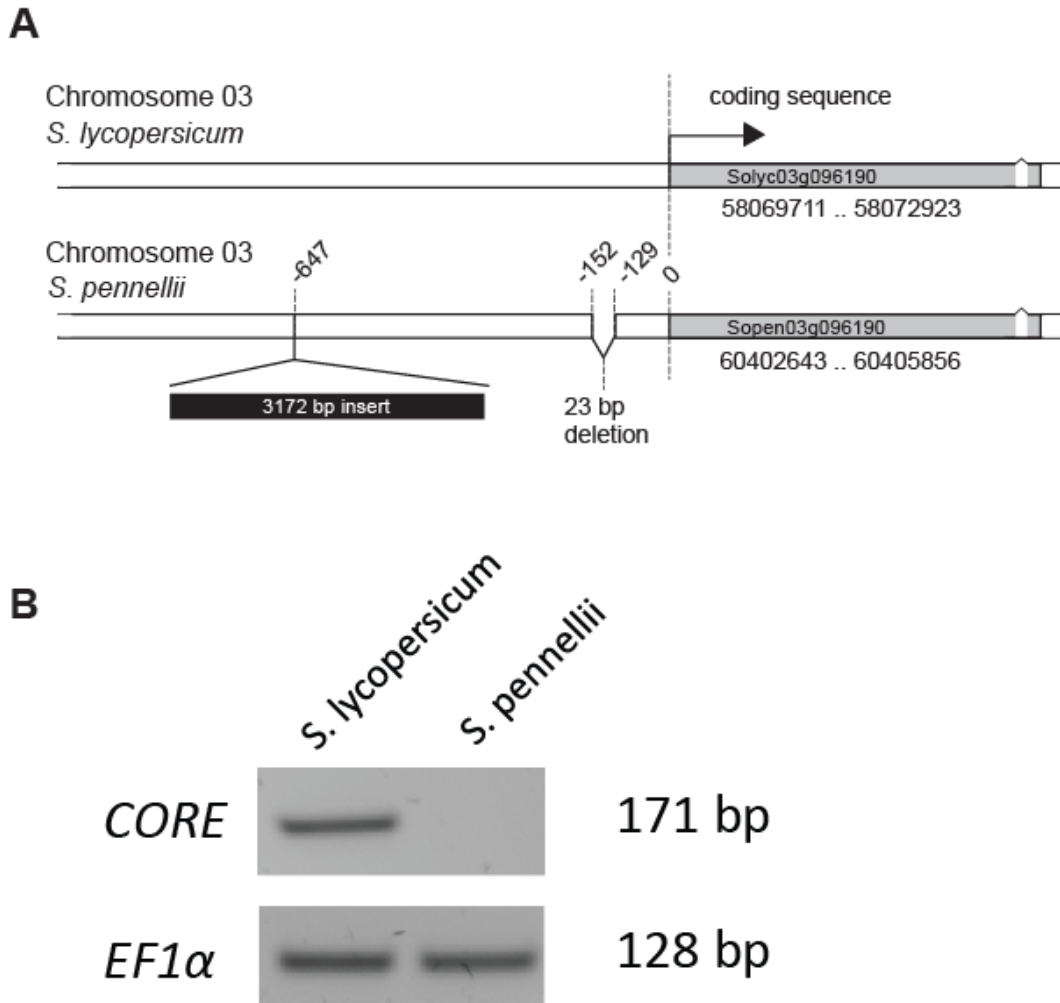 A
Chromosome 03
S. lycopersicum
coding sequence
Solyc03g096190
58069711 .. 58072923
Chromosome 03
S. pennellii
-647
-152
-129
0
Sopen03g096190
60402643 .. 60405856
3172 bp insert
23 bp
deletion
B
S. lycopersicum
S. pennellii
CORE
171 bp
EF1α
128 bp